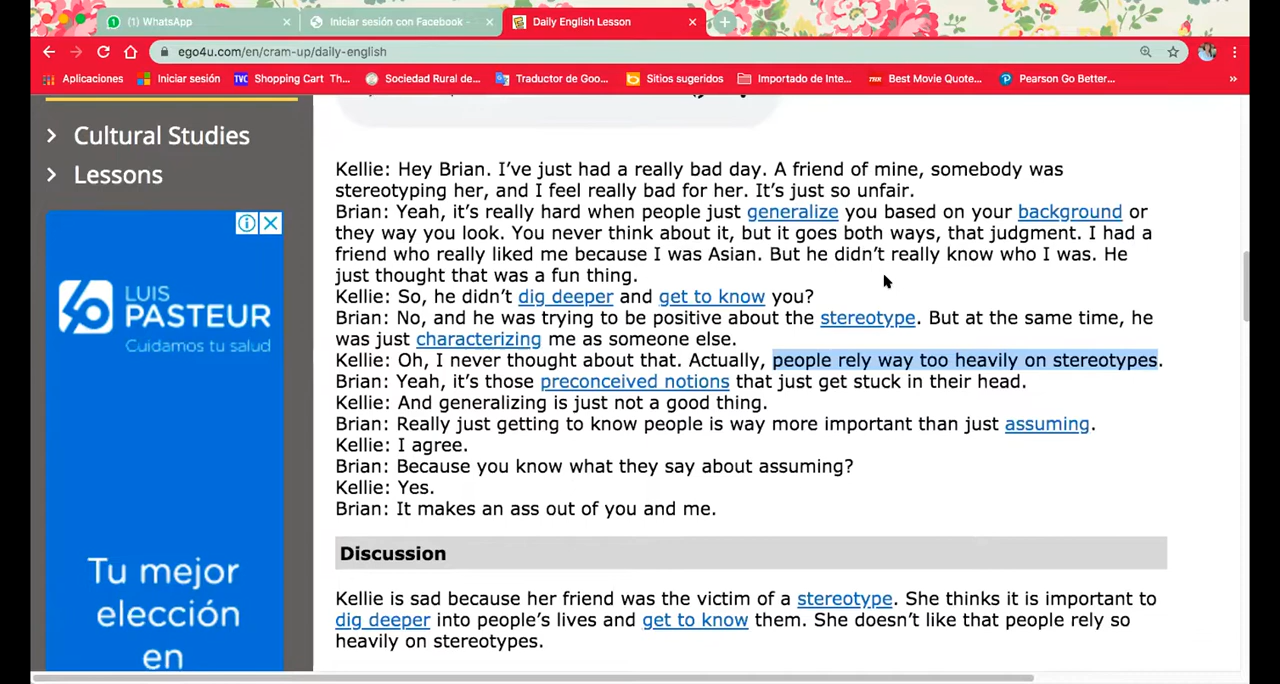 (1) WhatsApp
Iniciar sesión con Facebook -
Daily English Lesson
ego4u.com/en/cram-up/daily-english
Aplicaciones
Iniciar sesión
TVC Shopping Cart Th...
Sociedad Rural de...
Traductor de Goo...
Sitios sugeridos
Importado de Inte...
Best Movie Quote...
Pearson Go Better...
»
Cultural Studies
Lessons
LUIS
PASTEUR
Cuidamos tu salud
Tu mejor
elección
en
Kellie: Hey Brian. I’ve just had a really bad day. A friend of mine, somebody was
stereotyping her, and I feel really bad for her. It’s just so unfair.
Brian: Yeah, it’s really hard when people just generalize you based on your background or
they way you look. You never think about it, but it goes both ways, that judgment. I had a
friend who really liked me because I was Asian. But he didn’t really know who I was. He
just thought that was a fun thing.
Kellie: So, he didn’t dig deeper and get to know you?
Brian: No, and he was trying to be positive about the stereotype. But at the same time, he
was just characterizing me as someone else.
Kellie: Oh, I never thought about that. Actually, people rely way too heavily on stereotypes.
Brian: Yeah, it’s those preconceived notions that just get stuck in their head.
Kellie: And generalizing is just not a good thing.
Brian: Really just getting to know people is way more important than just assuming.
Kellie: I agree.
Brian: Because you know what they say about assuming?
Kellie: Yes.
Brian: It makes an ass out of you and me.
Discussion
Kellie is sad because her friend was the victim of a stereotype. She thinks it is important to
dig deeper into people’s lives and get to know them. She doesn’t like that people rely so
heavily on stereotypes.